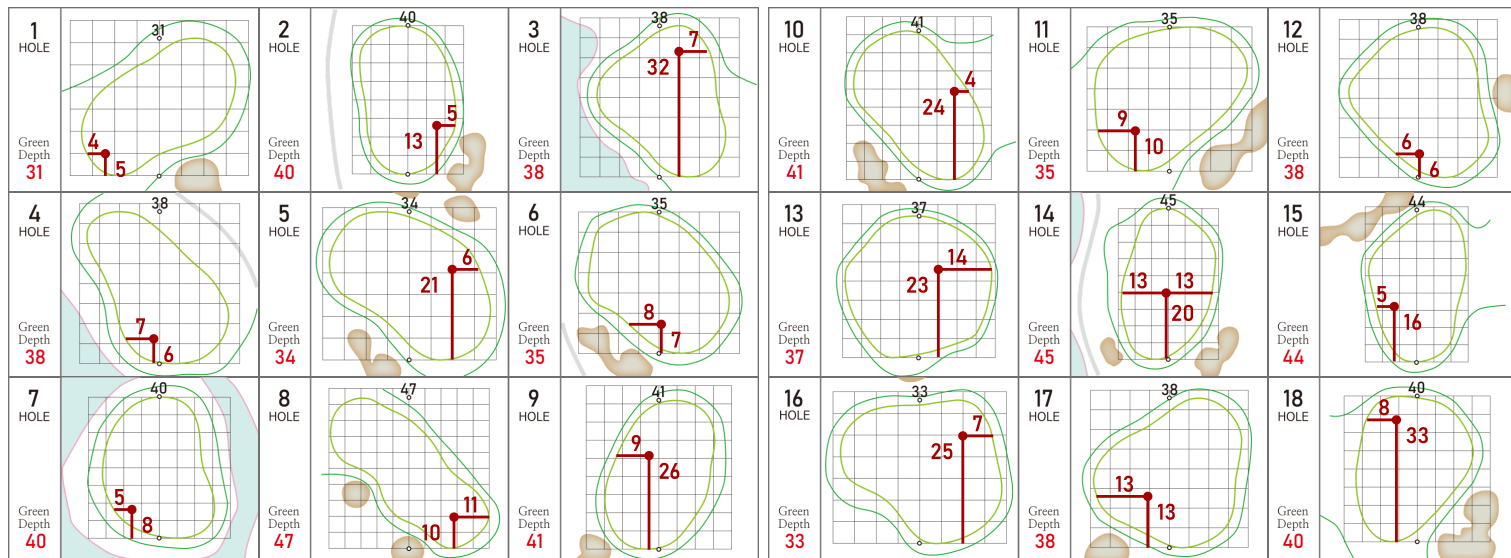 1
HOLE
Green
Depth
31
31
4
5
2
HOLE
Green
Depth
40
40
5
13
3
HOLE
Green
Depth
38
38
7
32
4
HOLE
Green
Depth
38
38
7
6
5
HOLE
Green
Depth
34
34
6
21
6
HOLE
Green
Depth
35
35
8
7
7
HOLE
Green
Depth
40
40
5
8
8
HOLE
Green
Depth
47
47
11
10
9
HOLE
Green
Depth
41
41
9
26
10
HOLE
Green
Depth
41
41
4
24
11
HOLE
Green
Depth
35
35
9
10
12
HOLE
Green
Depth
38
38
6
6
13
HOLE
Green
Depth
37
37
14
23
14
HOLE
Green
Depth
45
45
13 13
20
15
HOLE
Green
Depth
44
44
5
16
16
HOLE
Green
Depth
33
33
7
25
17
HOLE
Green
Depth
38
38
13
13
18
HOLE
Green
Depth
40
40
8
33